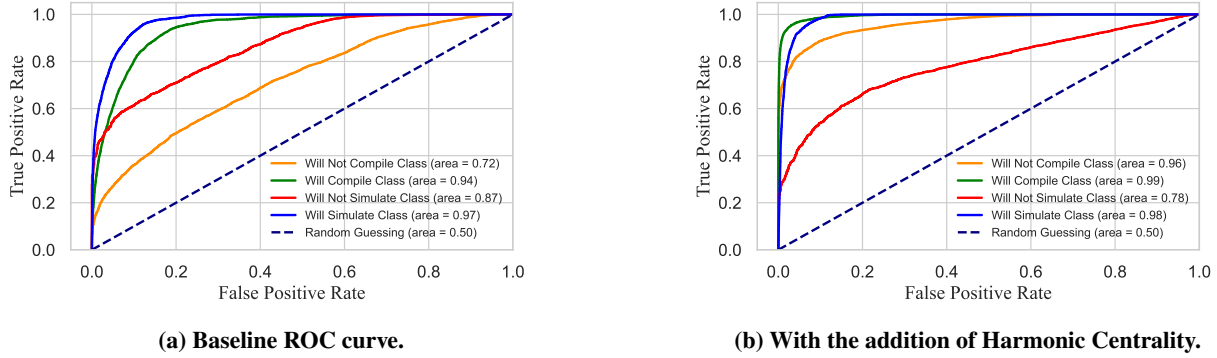 1.0
0.8
0.6
0.4
0.2
0.0
True Positive Rate
Will Not Compile Class (area = 0.72)
Will Compile Class (area = 0.94)
Will Not Simulate Class (area = 0.87)
Will Simulate Class (area = 0.97)
Random Guessing (area = 0.50)
0.0 0.2 0.4 0.6 0.8 1.0
False Positive Rate
(a) Baseline ROC curve.
1.0
0.8
0.6
0.4
0.2
0.0
True Positive Rate
Will Not Compile Class (area = 0.96)
Will Compile Class (area = 0.99)
Will Not Simulate Class (area = 0.78)
Will Simulate Class (area = 0.98)
Random Guessing (area = 0.50)
0.0 0.2 0.4 0.6 0.8 1.0
False Positive Rate
(b) With the addition of Harmonic Centrality.